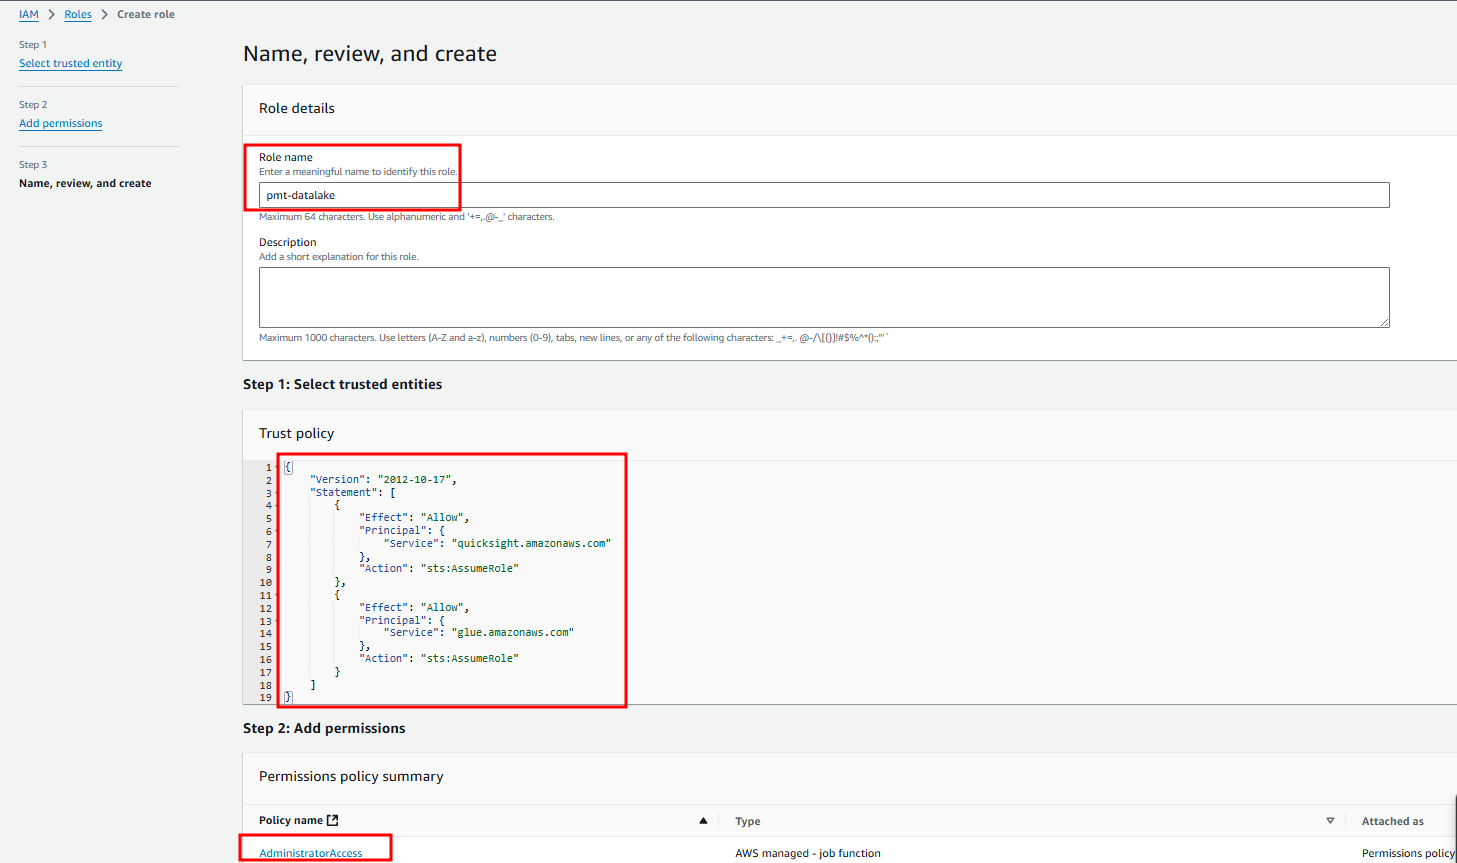 IAM > Roles > Create role
Step 1
Select trusted entity
Step 2
Add permissions
Step 3
Name, review, and create
Name, review, and create
Role details
Role name
Enter a meaningful name to identify this role.
pmt-datalake
Maximum 64 characters. Use alphanumeric and '+=,.@-_' characters.
Description
Add a short explanation for this role.
Maximum 1000 characters. Use letters (A-Z and a-z), numbers (0-9), tabs, new lines, or any of the following characters: _+=,. @-/\[{}]!#$%^*();:"'`
Step 1: Select trusted entities
Trust policy
1 {
2 "Version": "2012-10-17",
3 "Statement": [
4 {
5 "Effect": "Allow",
6 "Principal": {
7 "Service": "quicksight.amazonaws.com"
8 },
9 "Action": "sts:AssumeRole"
10 },
11 {
12 "Effect": "Allow",
13 "Principal": {
14 "Service": "glue.amazonaws.com"
15 },
16 "Action": "sts:AssumeRole"
17 }
18 ]
19 }
Step 2: Add permissions
Permissions policy summary
Policy name Type Attached as
AdministratorAccess AWS managed - job function Permissions policy